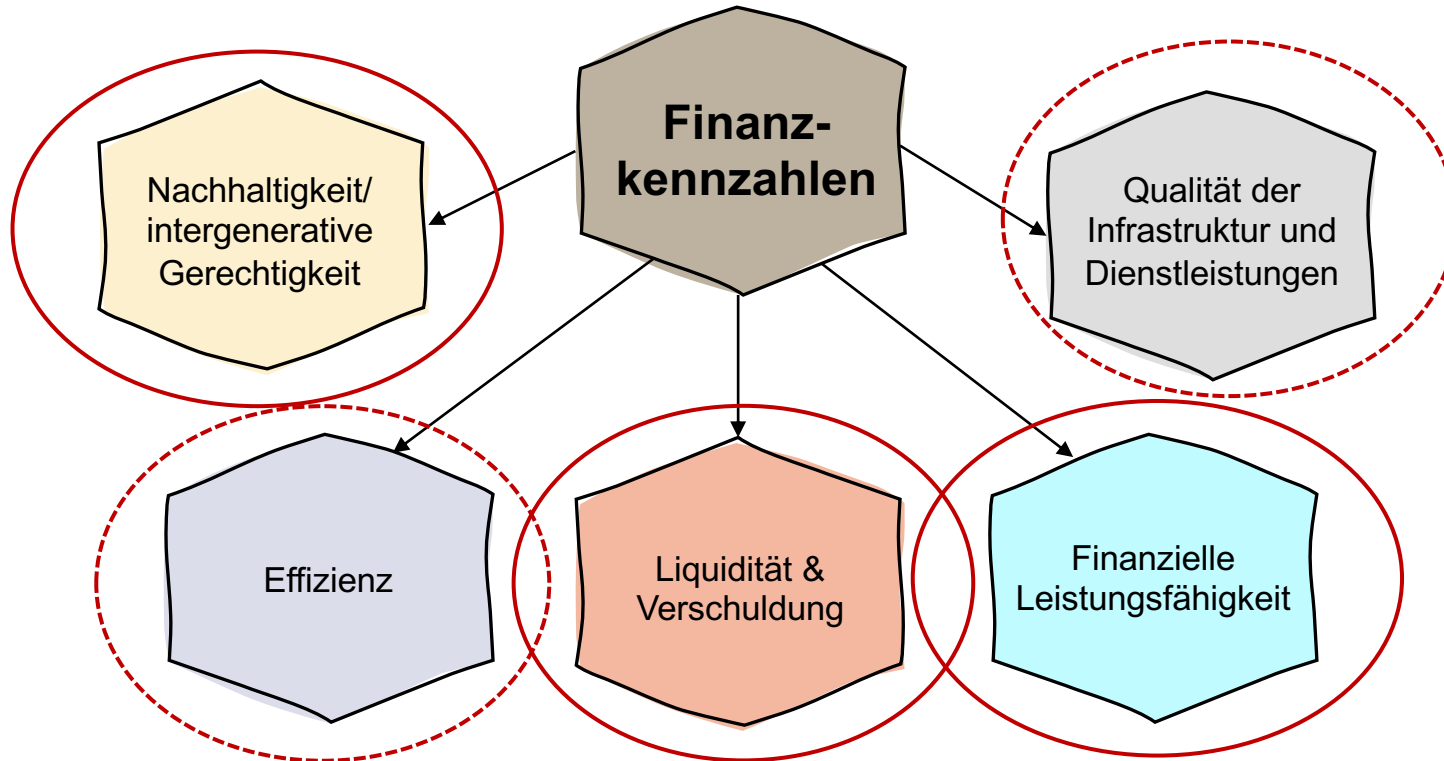 Finanz-
kennzahlen
Nachhaltigkeit/
intergenerative
Gerechtigkeit
Qualität der
Infrastruktur und
Dienstleistungen
Effizienz
Liquidität &
Verschuldung
Finanzielle
Leistungsfähigkeit